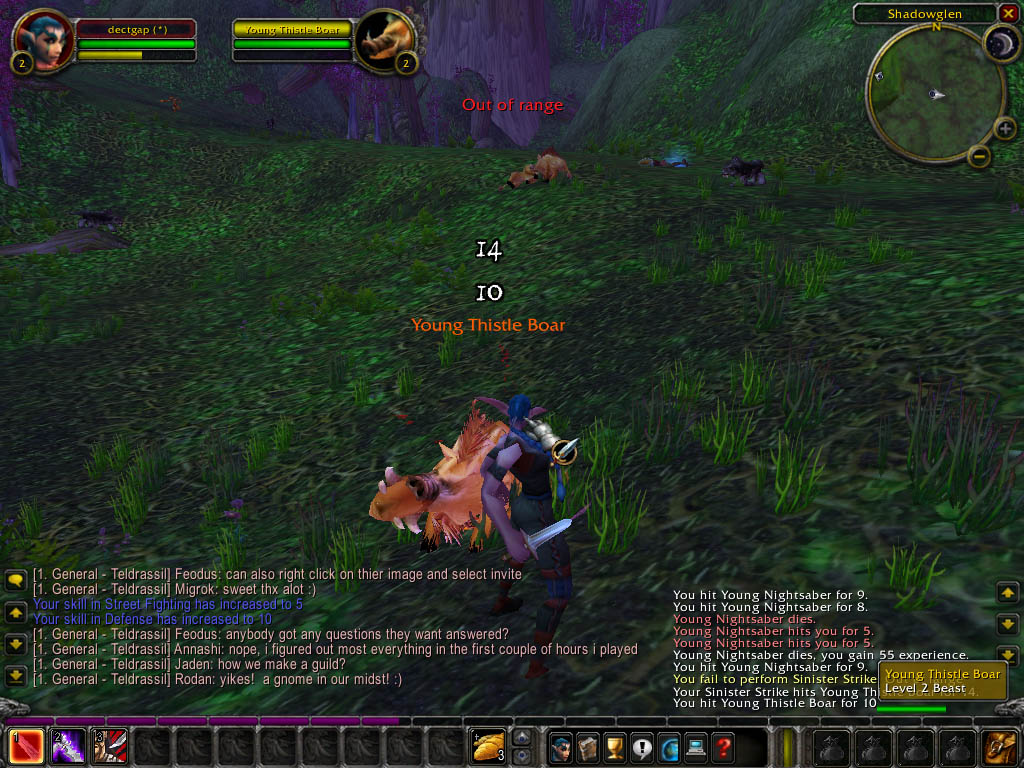 dectgap (*)
2
Young Thistle Boar
2
Shadowglen
N
Out of range
14
10
Young Thistle Boar
[1. General - Teldrassil] Feodus: can also right click on thier image and select invite
[1. General - Teldrassil] Migrok: sweet thx alot :)
Your skill in Street Fighting has increased to 5
Your skill in Defense has increased to 10
[1. General - Teldrassil] Feodus: anybody got any questions they want answered?
[1. General - Teldrassil] Annashi: nope, i figured out most everything in the first couple of hours i played
[1. General - Teldrassil] Jaden: how we make a guild?
[1. General - Teldrassil] Rodan: yikes! a gnome in our midst! :)
You hit Young Nightsaber for 9.
You hit Young Nightsaber for 8.
Young Nightsaber dies.
Young Nightsaber hits you for 5.
Young Nightsaber hits you for 5.
Young Nightsaber dies, you gain 55 experience.
You hit Young Nightsaber for 9.
You fail to perform Sinister Strike
Your Sinister Strike hits Young Thistle Boar for 14.
You hit Young Thistle Boar for 10
Young Thistle Boar
Level 2 Beast
1
2
3
3